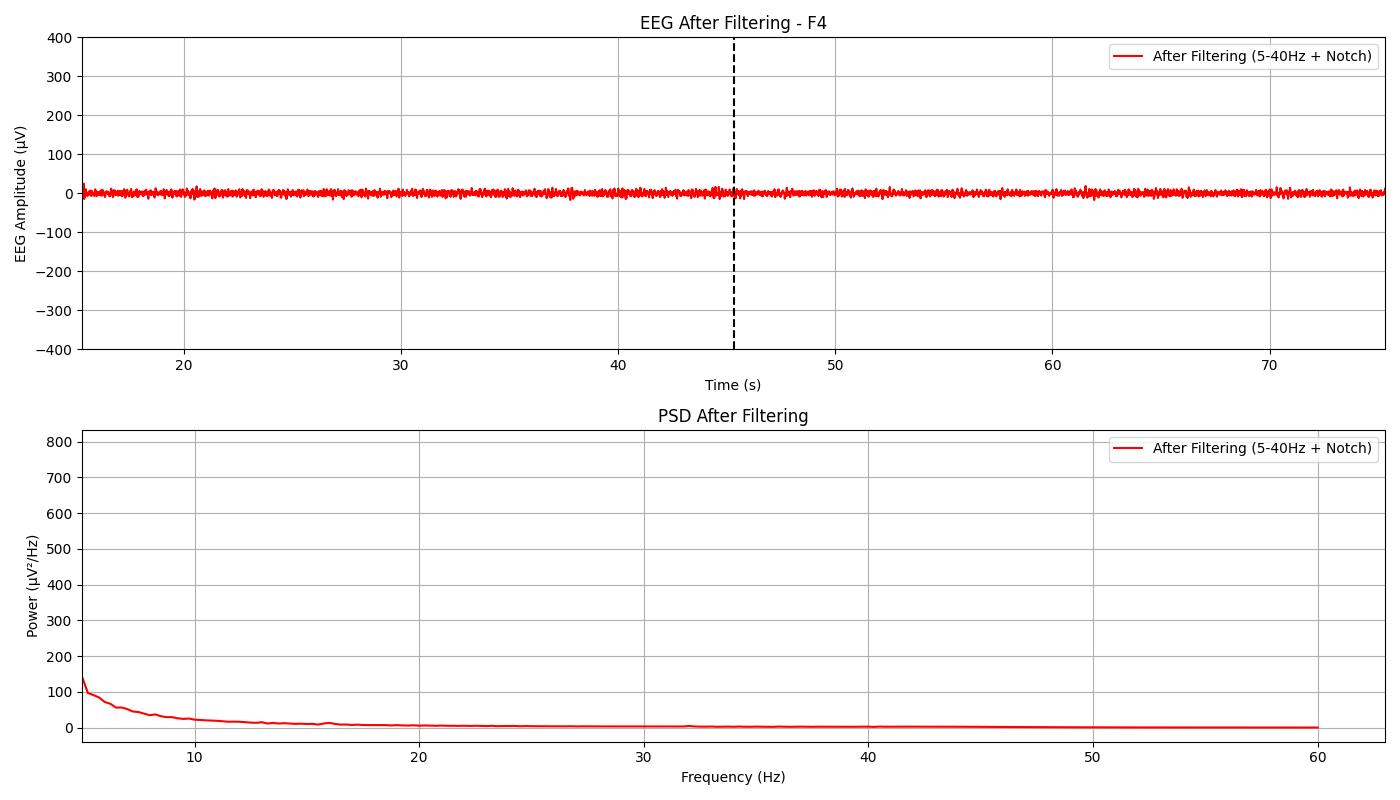 EEG After Filtering - F4
After Filtering (5-40Hz + Notch)
EEG Amplitude (µV)
400
300
200
100
0
−100
−200
−300
−400
20 30 40 50 60 70
Time (s)
PSD After Filtering
After Filtering (5-40Hz + Notch)
Power (µV²/Hz)
800
700
600
500
400
300
200
100
0
10 20 30 40 50 60
Frequency (Hz)